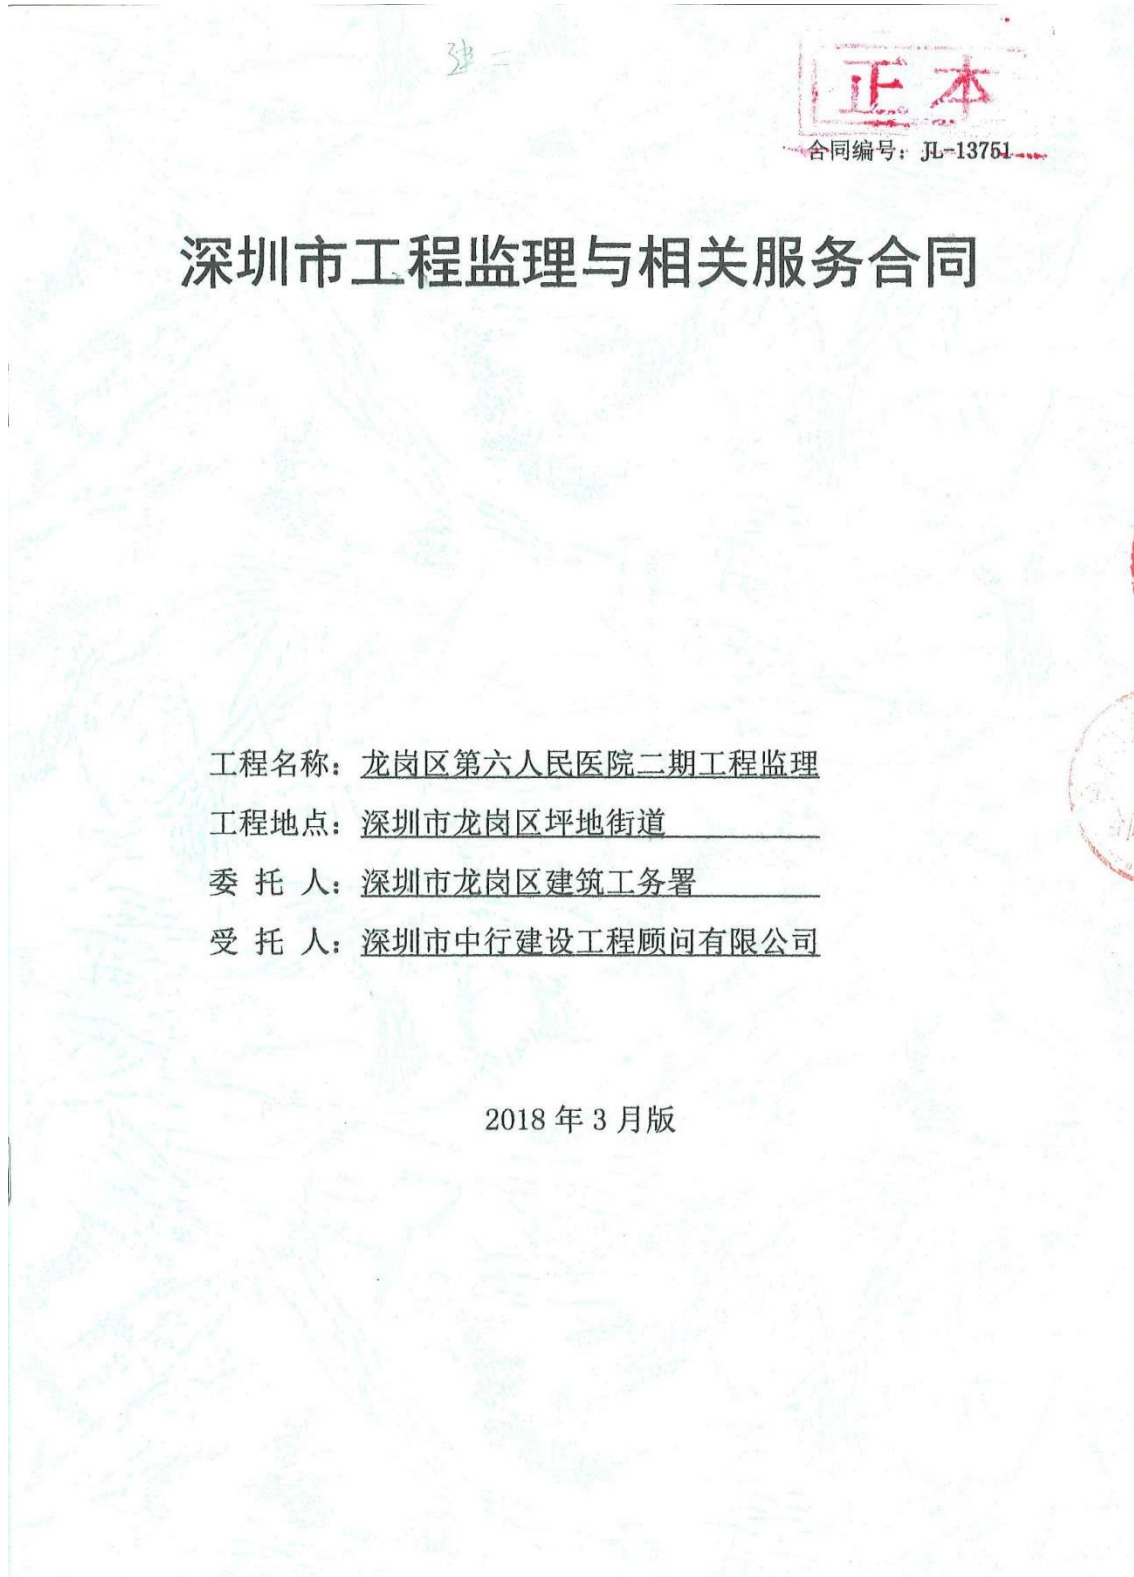 建二
正本
合同编号：JL-13751
深圳市工程监理与相关服务合同
工程名称：龙岗区第六人民医院二期工程监理
工程地点：深圳市龙岗区坪地街道
委托人：深圳市龙岗区建筑工务署
受托人：深圳市中行建设工程顾问有限公司
2018年3月版